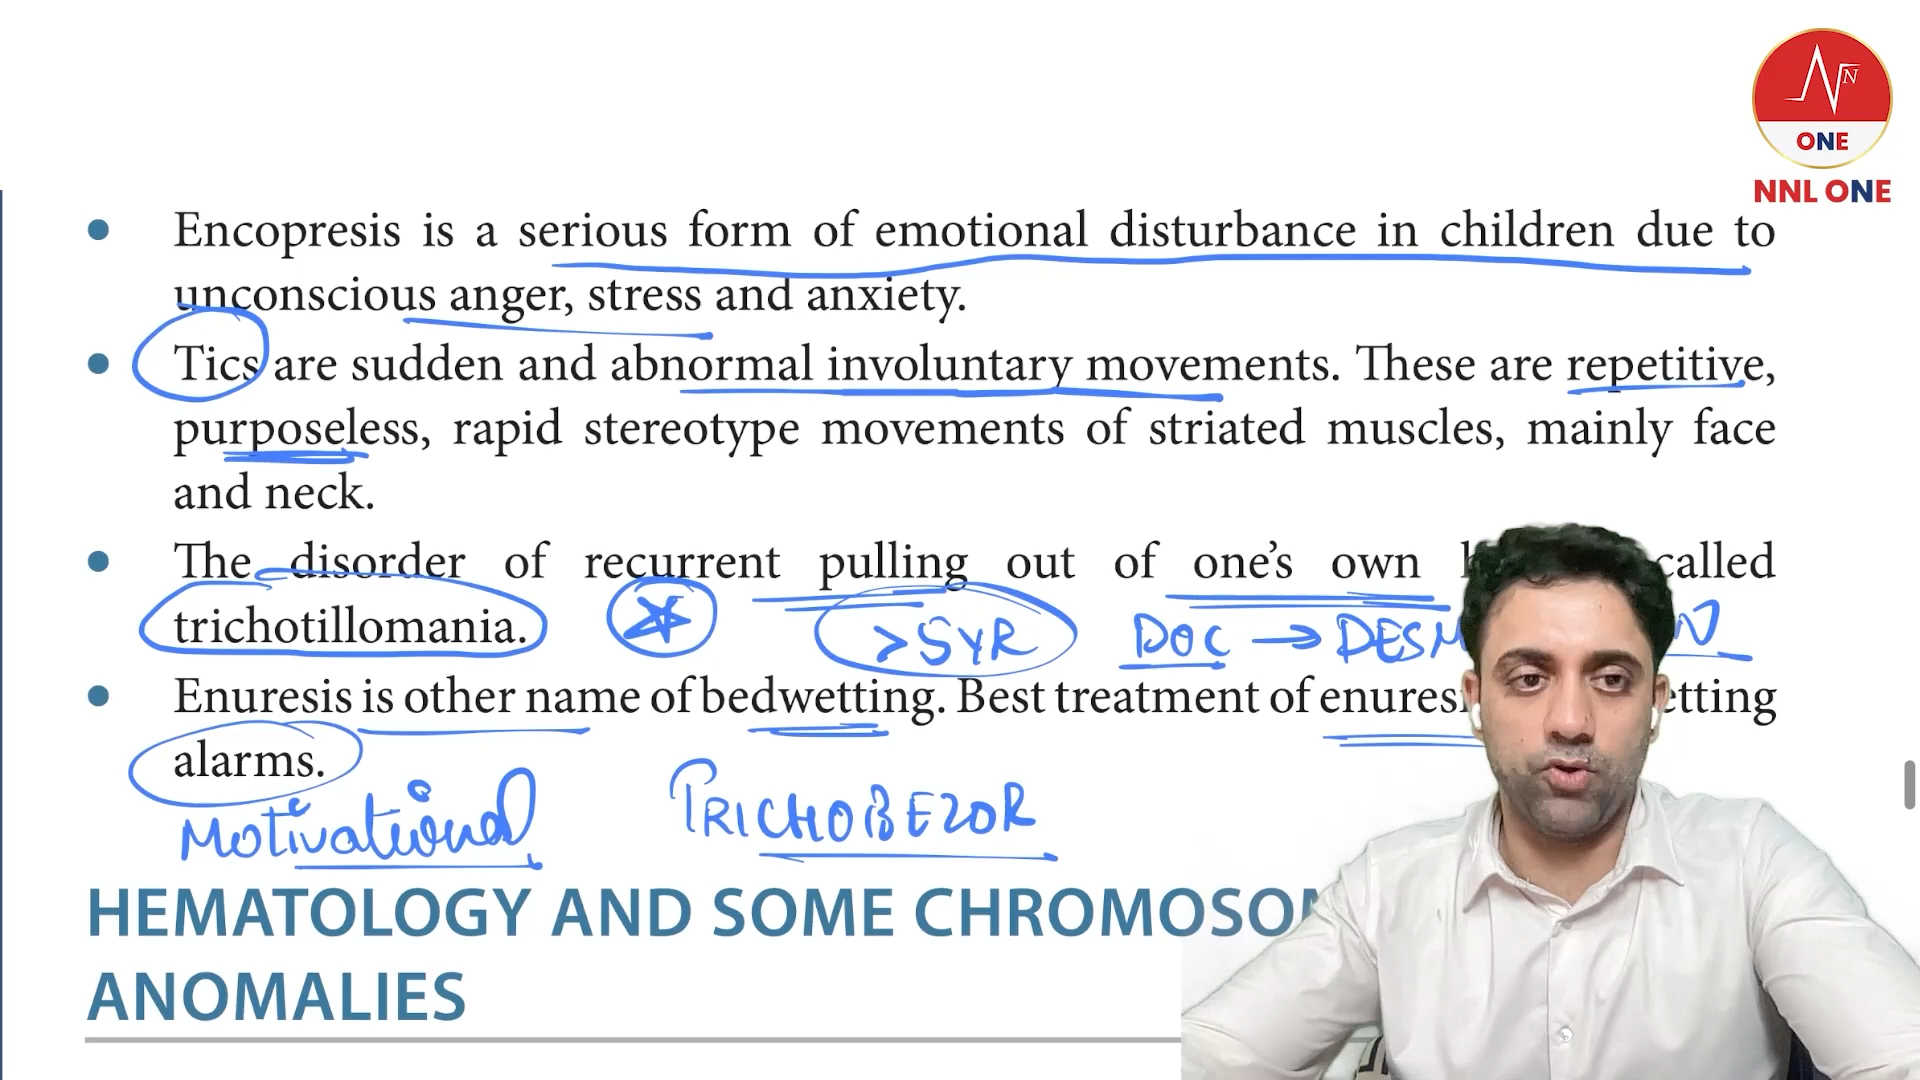 N
ONE
NNL ONE
Encopresis is a serious form of emotional disturbance in children due to
unconscious anger, stress and anxiety.
Tics are sudden and abnormal involuntary movements. These are repetitive,
purposeless, rapid stereotype movements of striated muscles, mainly face
and neck.
The disorder of recurrent pulling out of one's own called
trichotillomania. >5YR DOC → DESM
Enuresis is other name of bedwetting. Best treatment of enuresi etting
alarms.
Motivational TRICHOBEZOR
HEMATOLOGY AND SOME CHROMOSOM
ANOMALIES